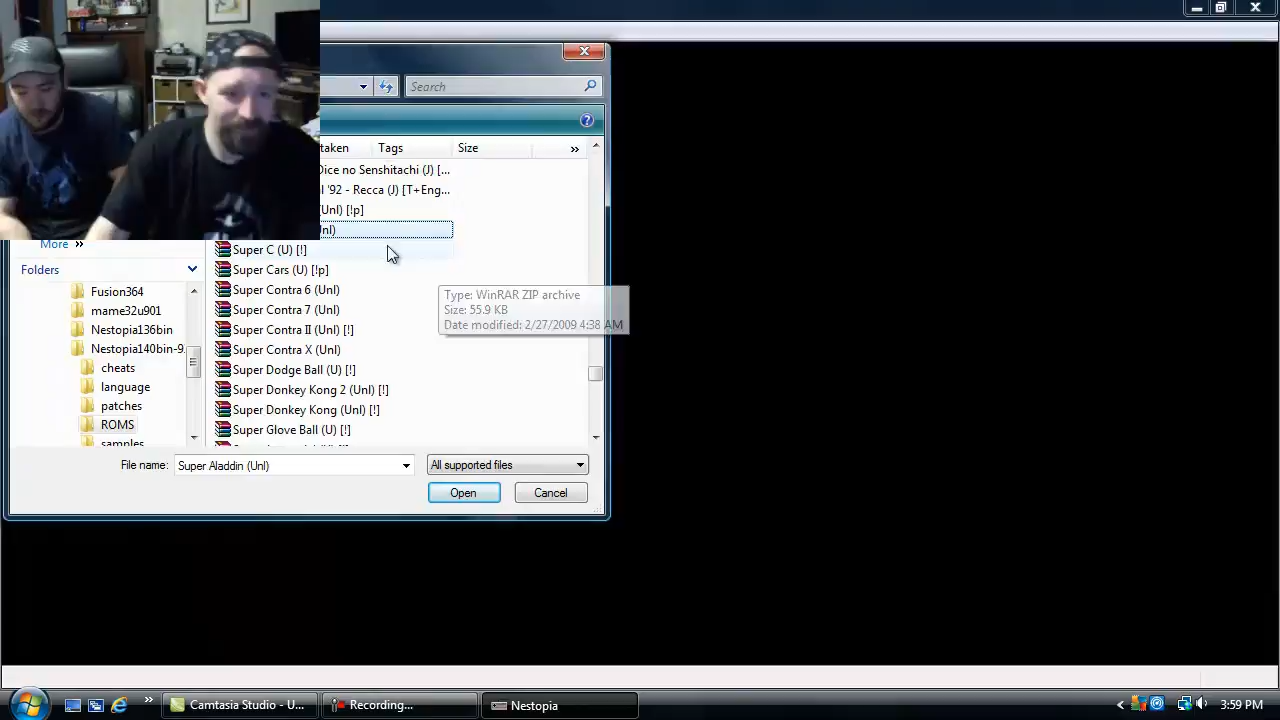 Search
taken Tags Size »
Dice no Senshitachi (J) [...
l '92 - Recca (J) [T+Eng...
(Unl) [!p]
Unl)
More »
Super C (U) [!]
Folders
Super Cars (U) [!p]
Fusion364
Super Contra 6 (Unl)
mame32u901
Super Contra 7 (Unl)
Nestopia136bin
Super Contra II (Unl) [!]
Nestopia140bin-9
Super Contra X (Unl)
cheats
Super Dodge Ball (U) [!]
language
Super Donkey Kong 2 (Unl) [!]
patches
Super Donkey Kong (Unl) [!]
ROMS
Super Glove Ball (U) [!]
samples
Type: WinRAR ZIP archive
Size: 55.9 KB
Date modified: 2/27/2009 4:38 AM
File name: Super Aladdin (Unl) All supported files
Open Cancel
» Camtasia Studio - U... Recording... Nestopia 3:59 PM